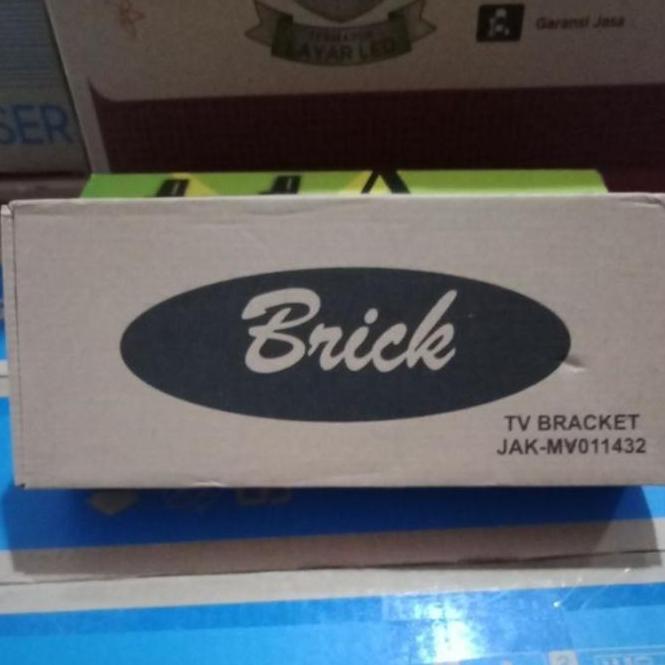 LAYAR LED
Garansi Jasa
SER
Brick
TV BRACKET
JAK-MV011432